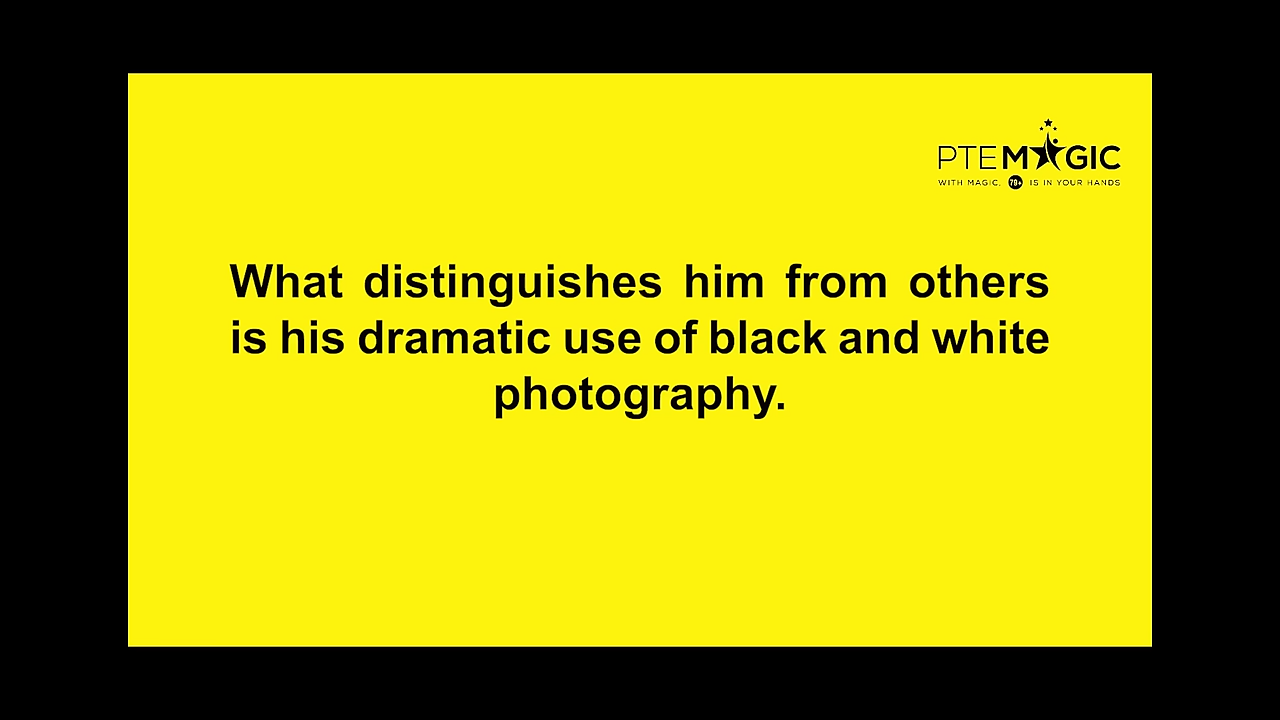 PTEMAGIC
WITH MAGIC, 79+ IS IN YOUR HANDS
What distinguishes him from others
is his dramatic use of black and white
photography.